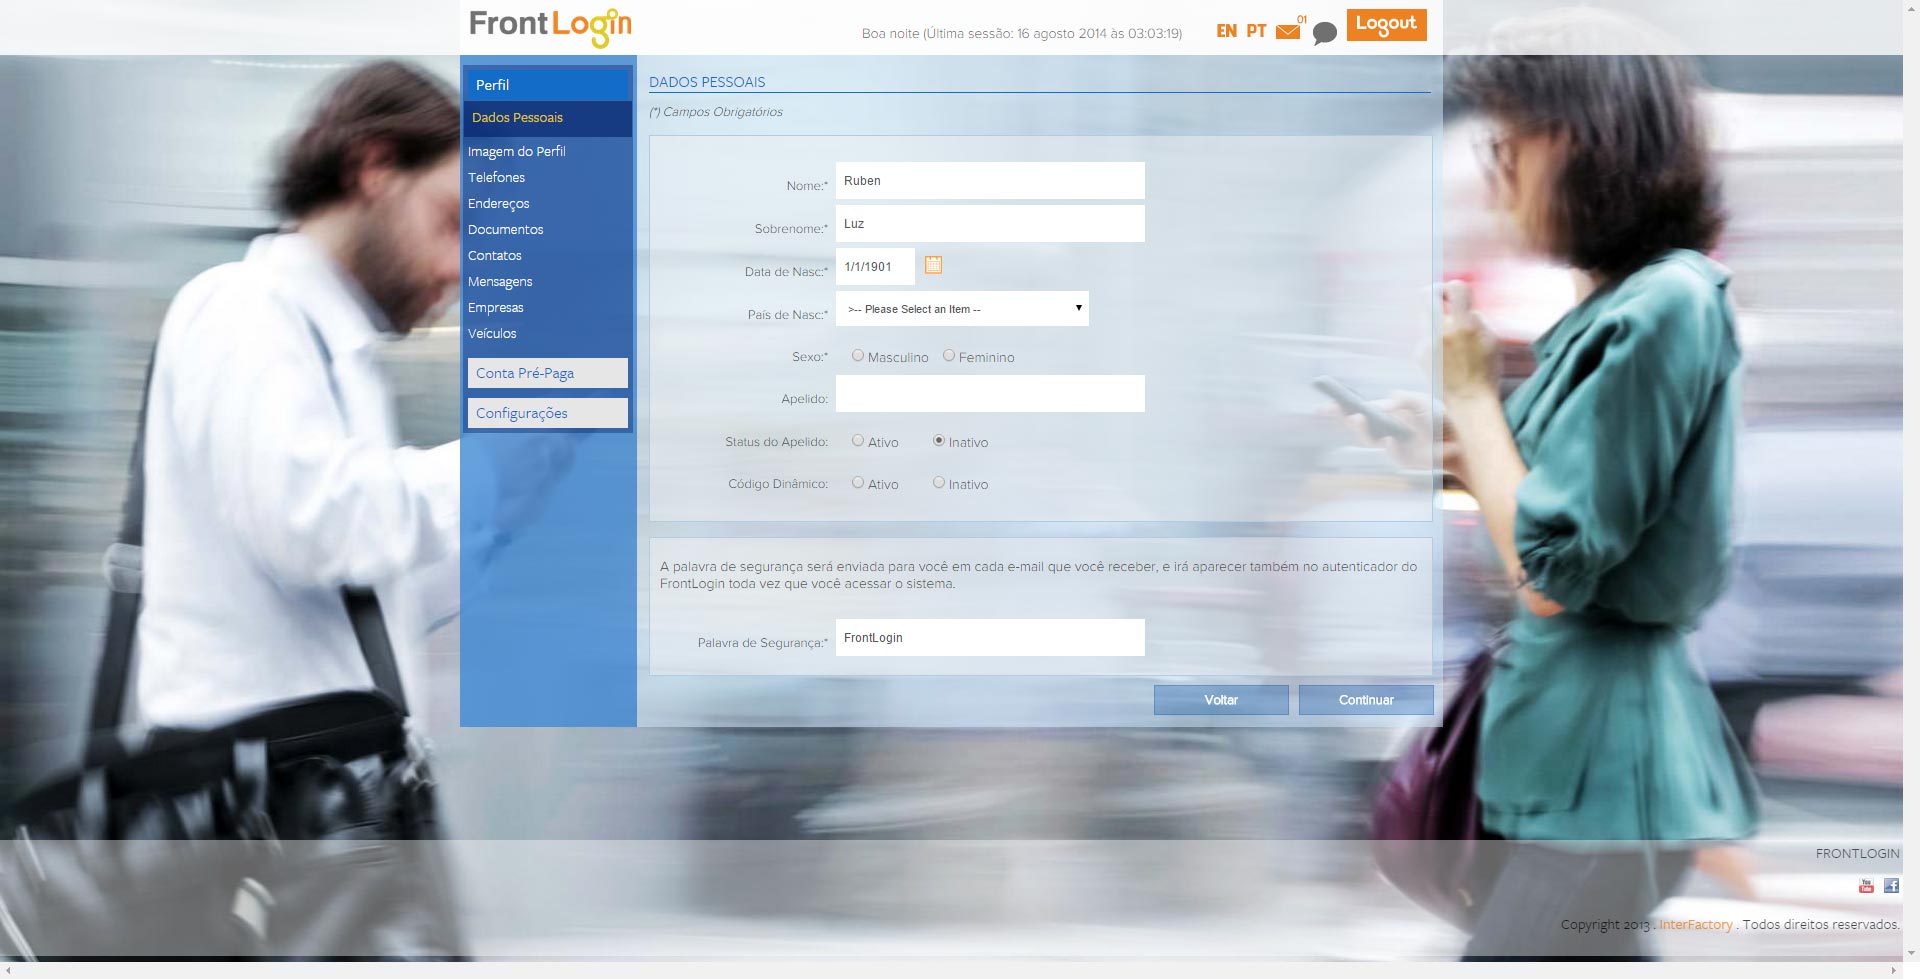 FrontLogin
Boa noite (Última sessão: 16 agosto 2014 às 03:03:19)
EN PT 01
Logout
Perfil
Dados Pessoais
Imagem do Perfil
Telefones
Endereços
Documentos
Contatos
Mensagens
Empresas
Veículos
Conta Pré-Paga
Configurações
DADOS PESSOAIS
(*) Campos Obrigatórios
Nome:* Ruben
Sobrenome:* Luz
Data de Nasc:* 1/1/1901
País de Nasc:* >-- Please Select an Item --
Sexo:* Masculino Feminino
Apelido:
Status do Apelido: Ativo Inativo
Código Dinâmico: Ativo Inativo
A palavra de segurança será enviada para você em cada e-mail que você receber, e irá aparecer também no autenticador do
FrontLogin toda vez que você acessar o sistema.
Palavra de Segurança:* FrontLogin
Voltar Continuar
FRONTLOGIN
You Tube f
Copyright 2013 . InterFactory . Todos direitos reservados.